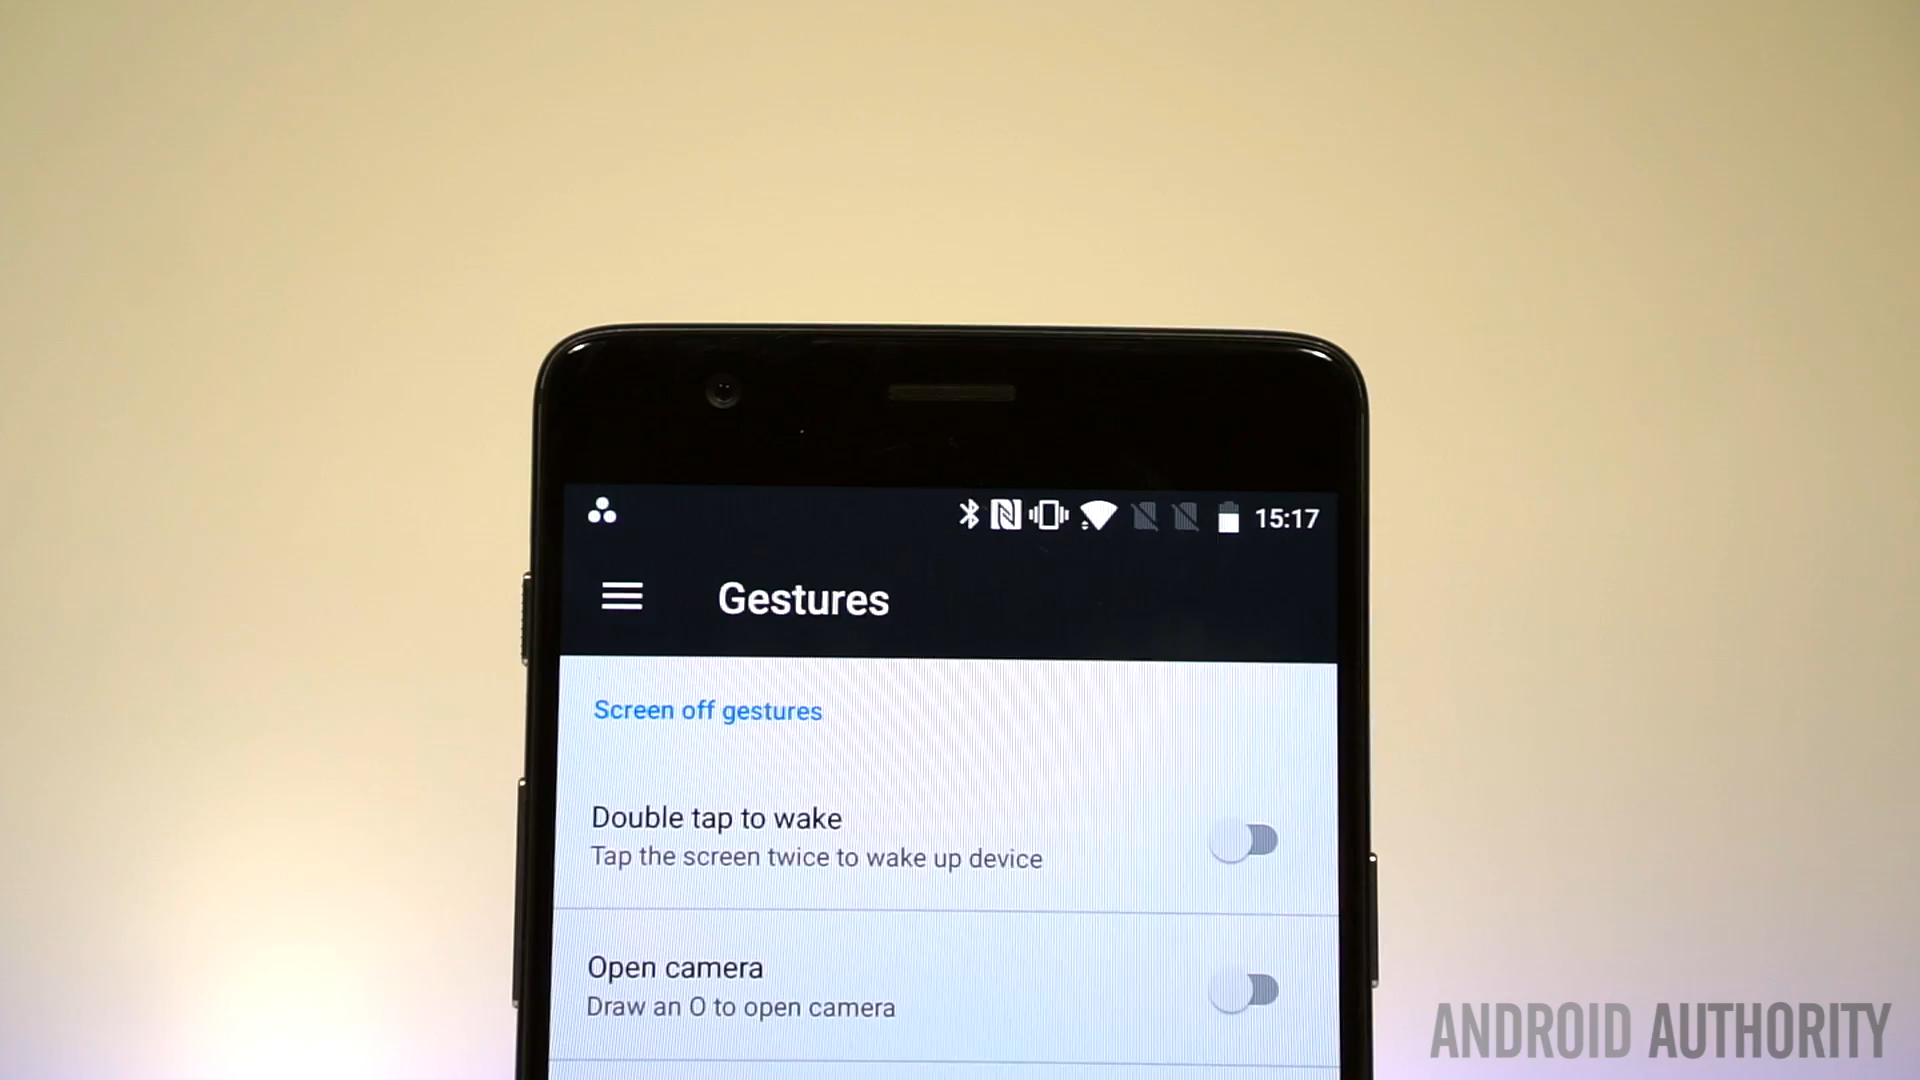 15:17
Gestures
Screen off gestures
Double tap to wake
Tap the screen twice to wake up device
Open camera
Draw an O to open camera
ANDROID AUTHORITY